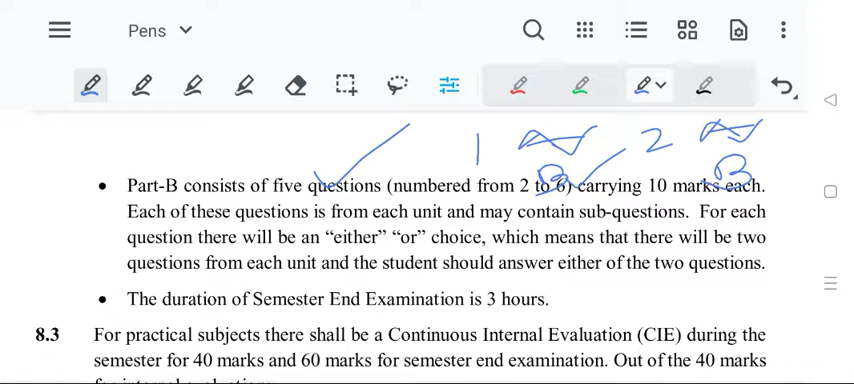 Pens
1 A 2 A
B B
• Part-B consists of five questions (numbered from 2 to 6) carrying 10 marks each.
Each of these questions is from each unit and may contain sub-questions. For each
question there will be an “either” “or” choice, which means that there will be two
questions from each unit and the student should answer either of the two questions.
• The duration of Semester End Examination is 3 hours.
8.3 For practical subjects there shall be a Continuous Internal Evaluation (CIE) during the
semester for 40 marks and 60 marks for semester end examination. Out of the 40 marks